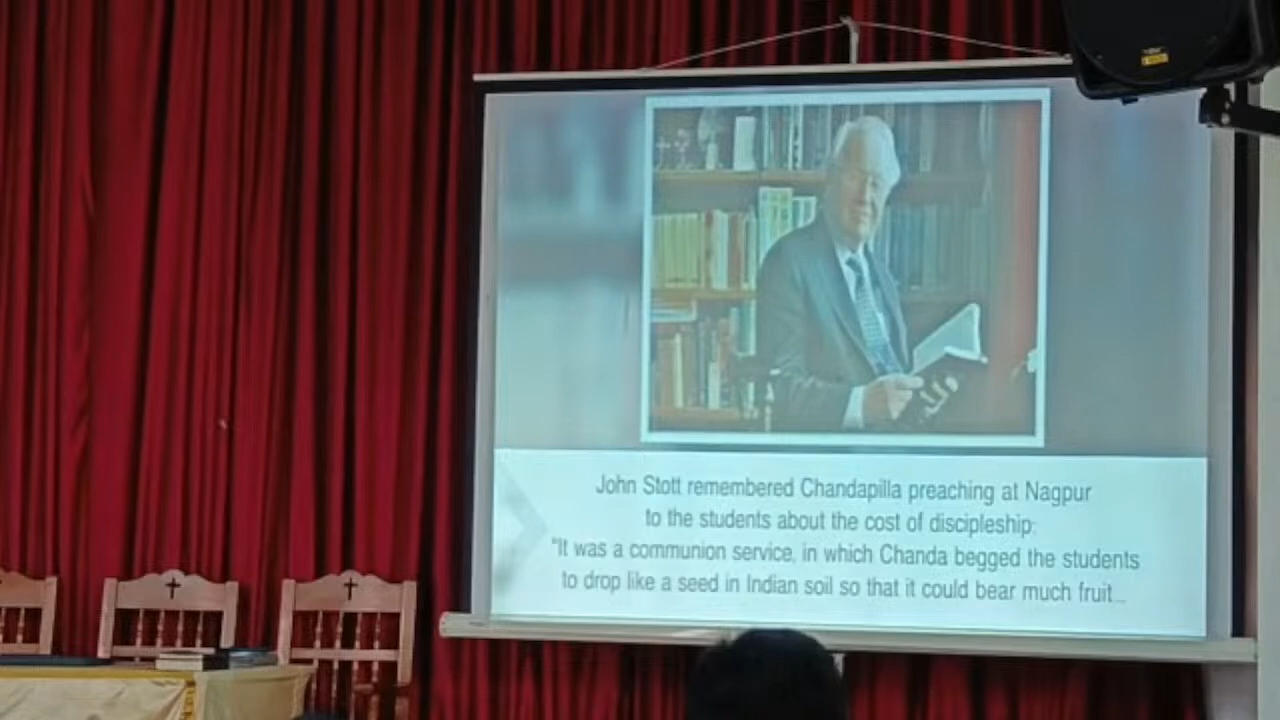 John Stott remembered Chandapilla preaching at Nagpur
to the students about the cost of discipleship:
"It was a communion service, in which Chanda begged the students
to drop like a seed in Indian soil so that it could bear much fruit...